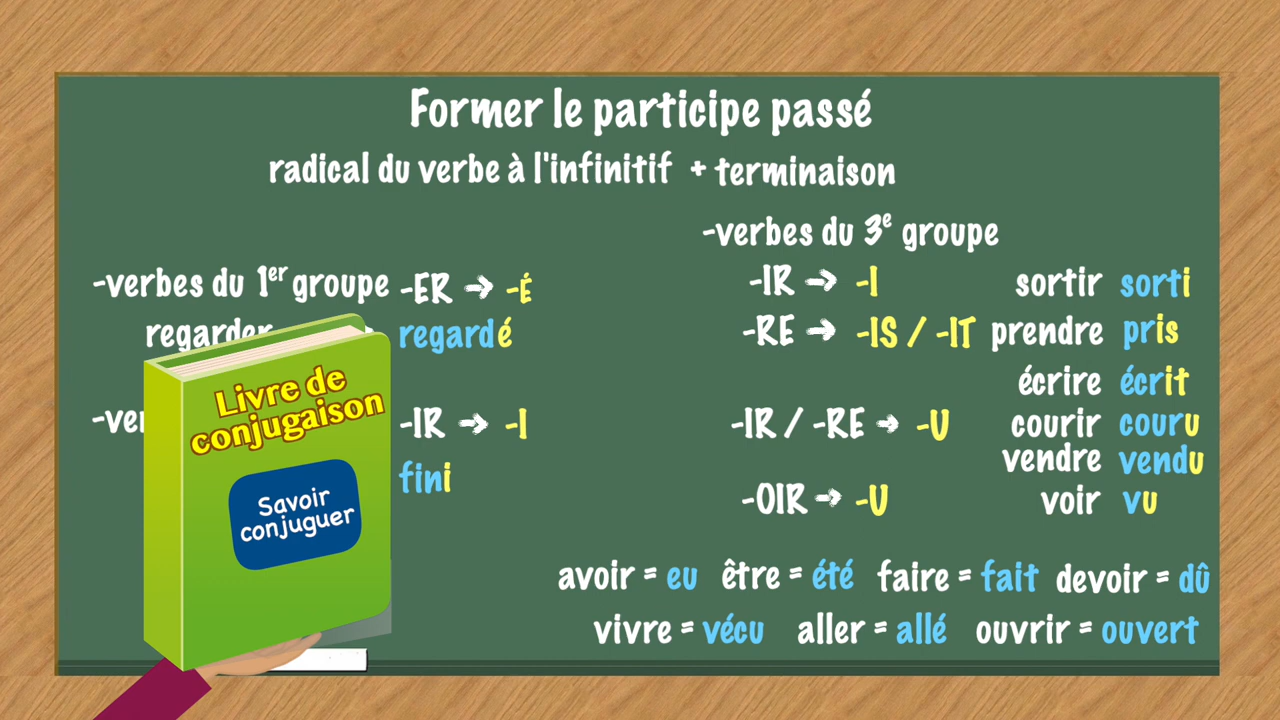 Former le participe passé
radical du verbe à l'infinitif + terminaison
-verbes du 1er groupe -ER → -É
regarder → regardé
-IR → -I
fini
-verbes du 3e groupe
-IR → -I sortir sorti
-RE → -IS / -IT prendre pris
écrire écrit
-IR / -RE → -U courir couru
vendre vendu
-OIR → -U voir vu
avoir = eu être = été faire = fait devoir = dû
vivre = vécu aller = allé ouvrir = ouvert
Livre de
conjugaison
Savoir
conjuguer